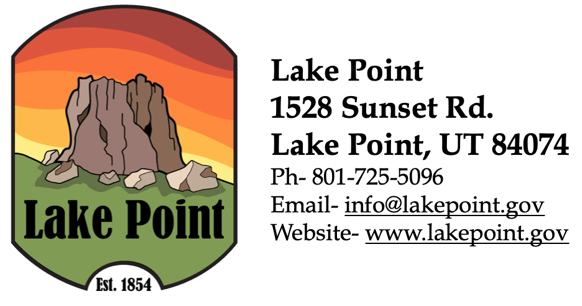 Lake Point
Est. 1854
Lake Point
1528 Sunset Rd.
Lake Point, UT 84074
Ph- 801-725-5096
Email- info@lakepoint.gov
Website- www.lakepoint.gov